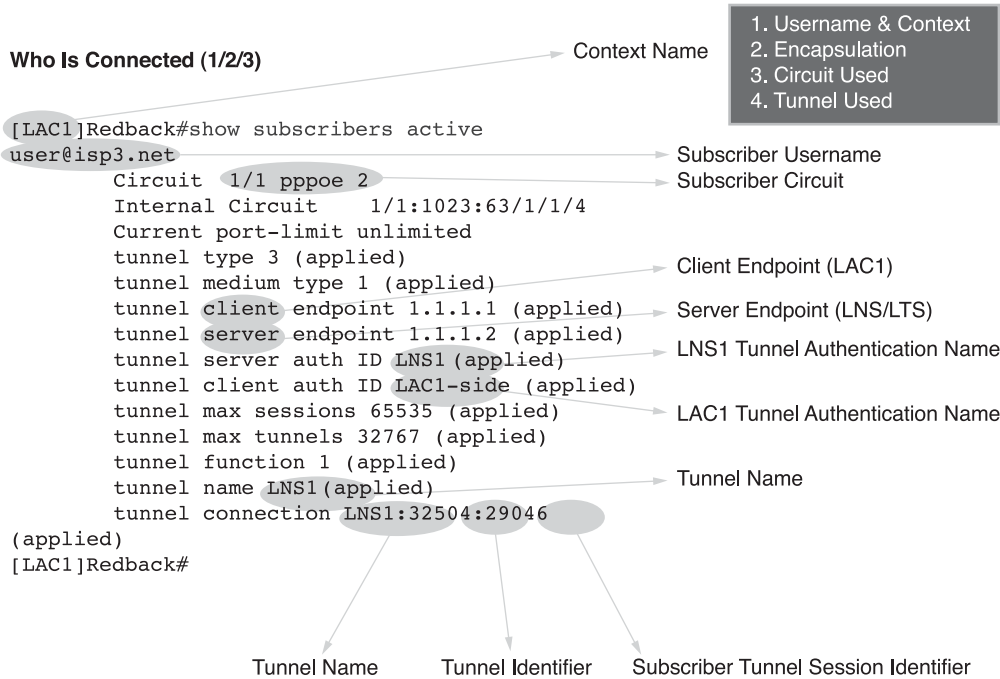 1. Username & Context
2. Encapsulation
3. Circuit Used
4. Tunnel Used
Who Is Connected (1/2/3)
Context Name
[LAC1]Redback#show subscribers active
user@isp3.net
Subscriber Username
Circuit 1/1 pppoe 2
Subscriber Circuit
Internal Circuit 1/1:1023:63/1/1/4
Current port-limit unlimited
tunnel type 3 (applied)
tunnel medium type 1 (applied)
Client Endpoint (LAC1)
tunnel client endpoint 1.1.1.1 (applied)
tunnel server endpoint 1.1.1.2 (applied)
Server Endpoint (LNS/LTS)
tunnel server auth ID LNS1(applied)
LNS1 Tunnel Authentication Name
tunnel client auth ID LAC1-side (applied)
tunnel max sessions 65535 (applied)
LAC1 Tunnel Authentication Name
tunnel max tunnels 32767 (applied)
tunnel function 1 (applied)
tunnel name LNS1(applied)
Tunnel Name
tunnel connection LNS1:32504:29046
(applied)
[LAC1]Redback#
Tunnel Name
Tunnel Identifier
Subscriber Tunnel Session Identifier